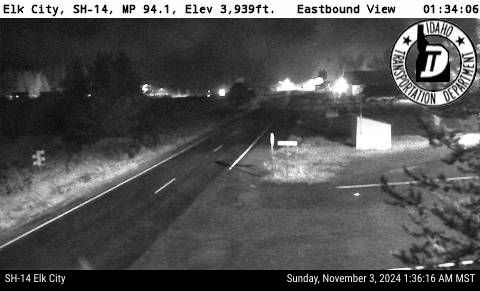 Elk City, SH-14, MP 94.1, Elev 3,939ft. Eastbound View 01:34:06
IDAHO
TRANSPORTATION DEPARTMENT
SH-14 Elk City Sunday, November 3, 2024 1:36:16 AM MST